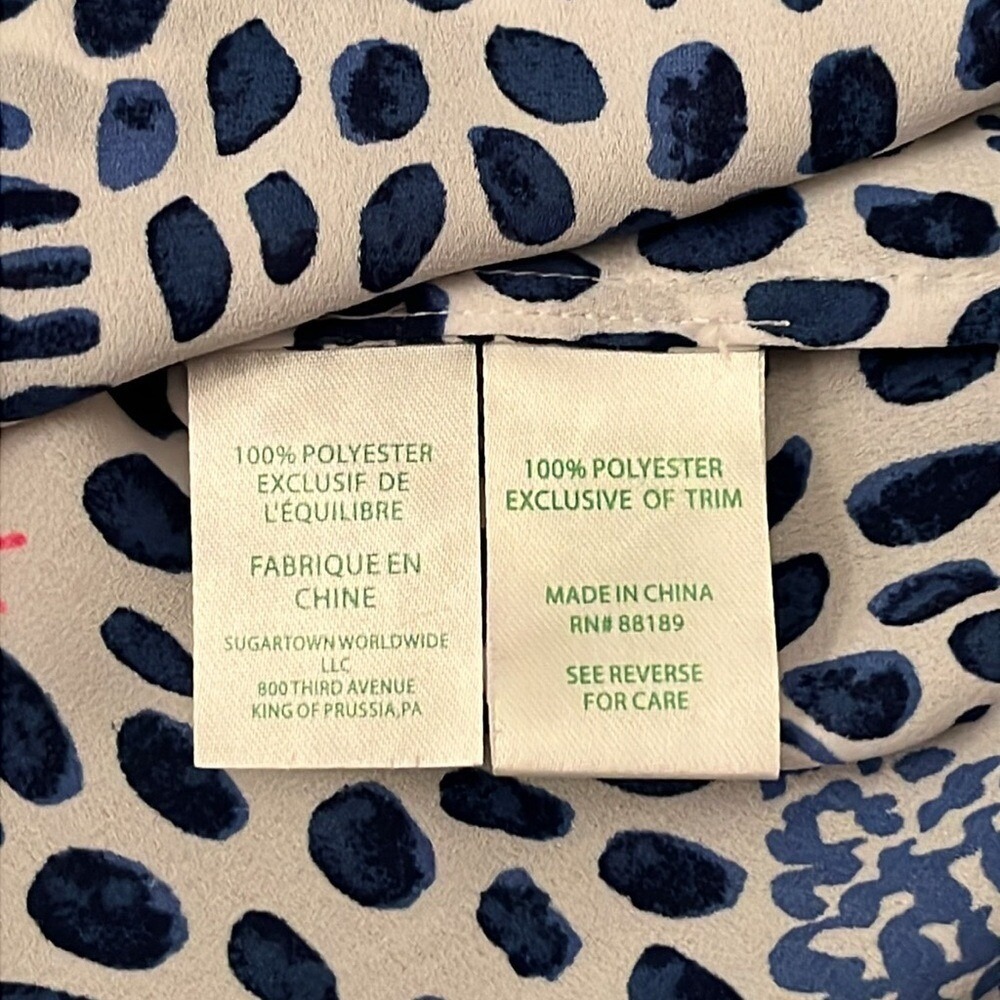 100% POLYESTER
EXCLUSIF DE
L'ÉQUILIBRE
FABRIQUE EN
CHINE
SUGARTOWN WORLDWIDE
LLC
800 THIRD AVENUE
KING OF PRUSSIA,PA
100% POLYESTER
EXCLUSIVE OF TRIM
MADE IN CHINA
RN# 88189
SEE REVERSE
FOR CARE